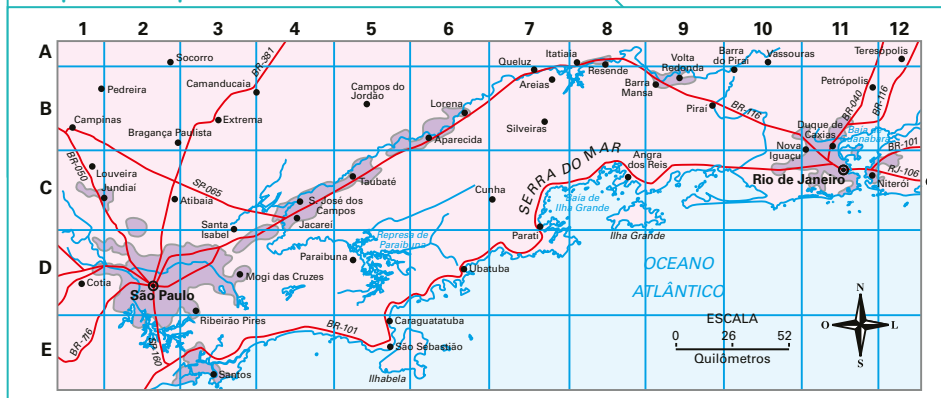 1 2 3 4 5 6 7 8 9 10 11 12
A
B
C
D
E
Socorro
BR-381
Camanducaia
Pedreira
Campinas
Bragança Paulista
Extrema
Campos do
Jordão
Lorena
Aparecida
Queluz
Areias
Itatiaia
Resende
Silveiras
Volta
Redonda
Barra
Mansa
Barra
do Piraí
Vassouras
Piraí
BR-116
Teresópolis
Petrópolis
BR-040
BR-116
Duque de
Caxias
Baía de
Guanabara
BR-101
Nova
Iguaçu
Rio de Janeiro
RJ-106
Niterói
BR-050
Louveira
Jundiaí
SP-065
Atibaia
Santa
Isabel
Taubaté
S. José dos
Campos
Jacareí
Cunha
SERRA DO MAR
Angra
dos Reis
Baía de
Ilha Grande
Ilha Grande
Parati
Represa de
Paraibuna
Paraibuna
Ubatuba
Cotia
São Paulo
Mogi das Cruzes
OCEANO
ATLÂNTICO
Ribeirão Pires
BR-116
SP-160
BR-101
Caraguatatuba
São Sebastião
Ilhabela
Santos
ESCALA
0 26 52
Quilômetros
N
O L
S